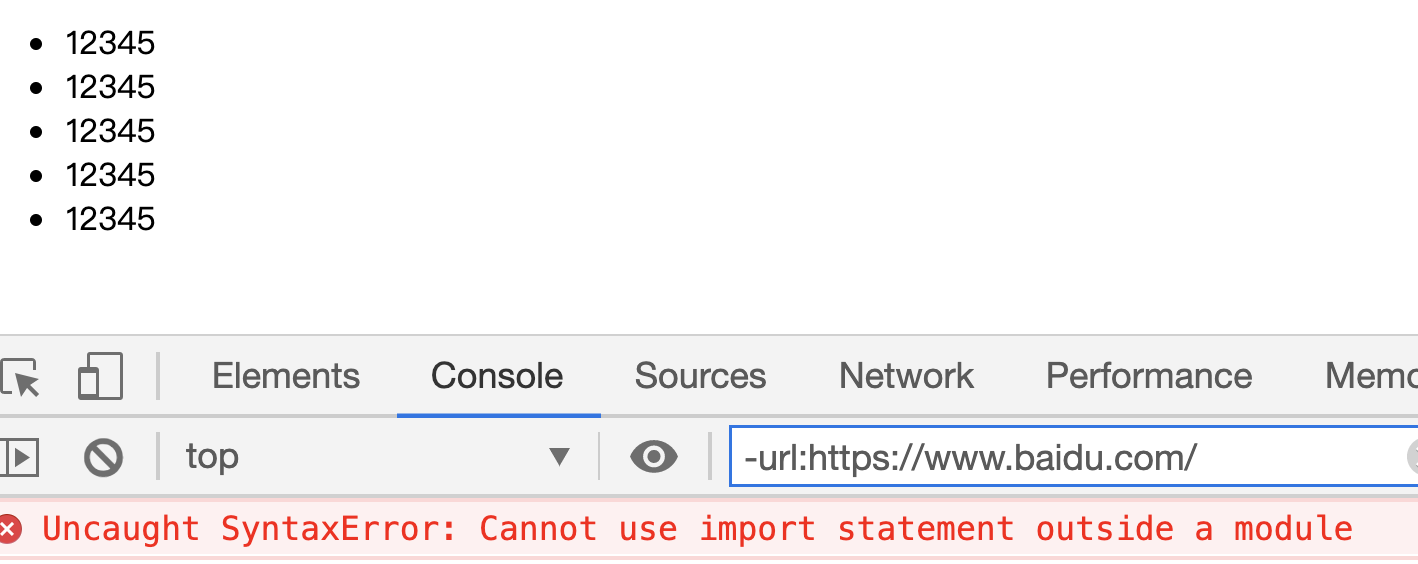 12345
12345
12345
12345
12345
Elements Console Sources Network Performance Memo
top -url:https://www.baidu.com/
Uncaught SyntaxError: Cannot use import statement outside a module